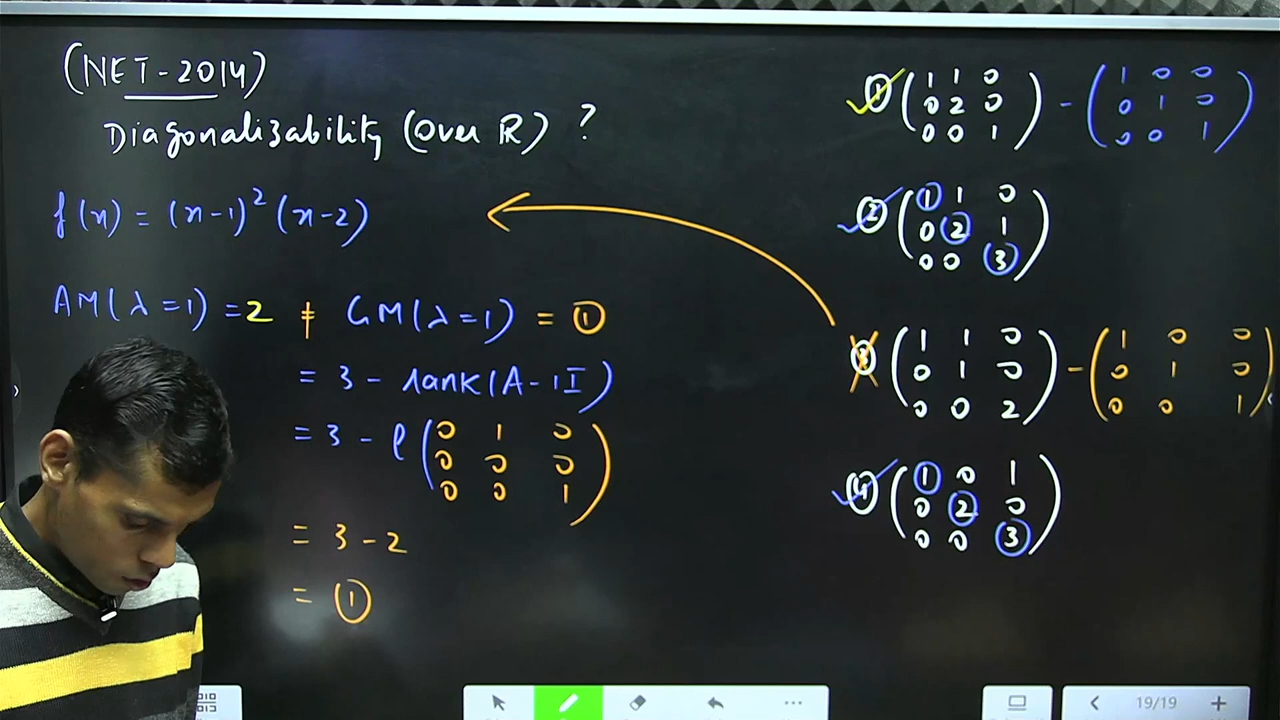 (NET-2014)
Diagonalizability (over R) ?
f(x) = (x-1)² (x-2)
AM(λ=1) = 2 ≠ GM(λ=1) = ①
= 3 - rank(A-1I)
= 3 - ρ
0 1 0
0 0 0
0 0 1
= 3-2
= ①
①
1 1 0
0 2 0
0 0 1
-
1 0 0
0 1 0
0 0 1
②
1 1 0
0 2 1
0 0 3
③
1 1 0
0 1 0
0 0 2
-
1 0 0
0 1 0
0 0 1
④
1 0 1
0 2 0
0 0 3
19/19